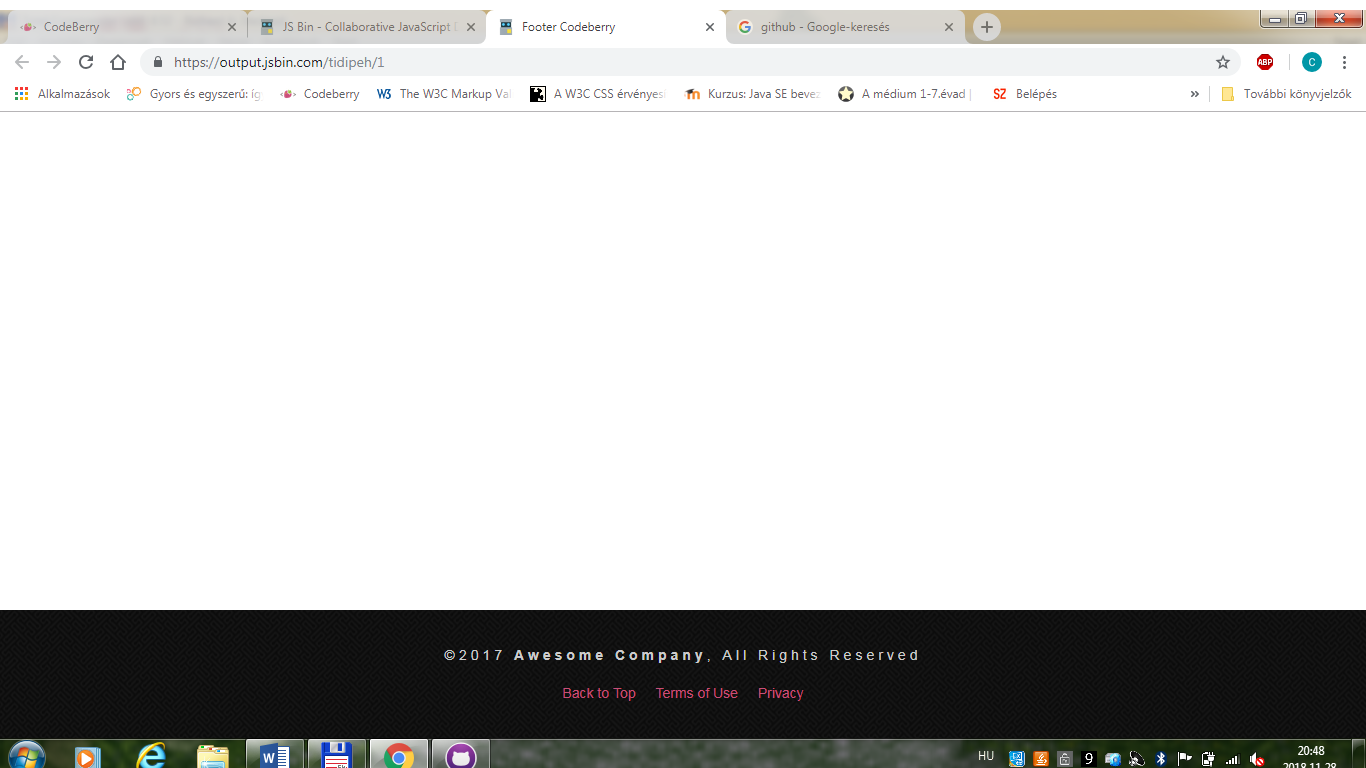 CodeBerry JS Bin - Collaborative JavaScript Footer Codeberry github - Google-keresés
https://output.jsbin.com/tidipeh/1 ABP C
Alkalmazások Gyors és egyszerű: íg Codeberry W3 The W3C Markup Val A W3C CSS érvényes Kurzus: Java SE bevez A médium 1-7.évad | SZ Belépés » További könyvjelzők
©2017 Awesome Company, All Rights Reserved
Back to Top Terms of Use Privacy
HU 9 20:48
2018.11.28